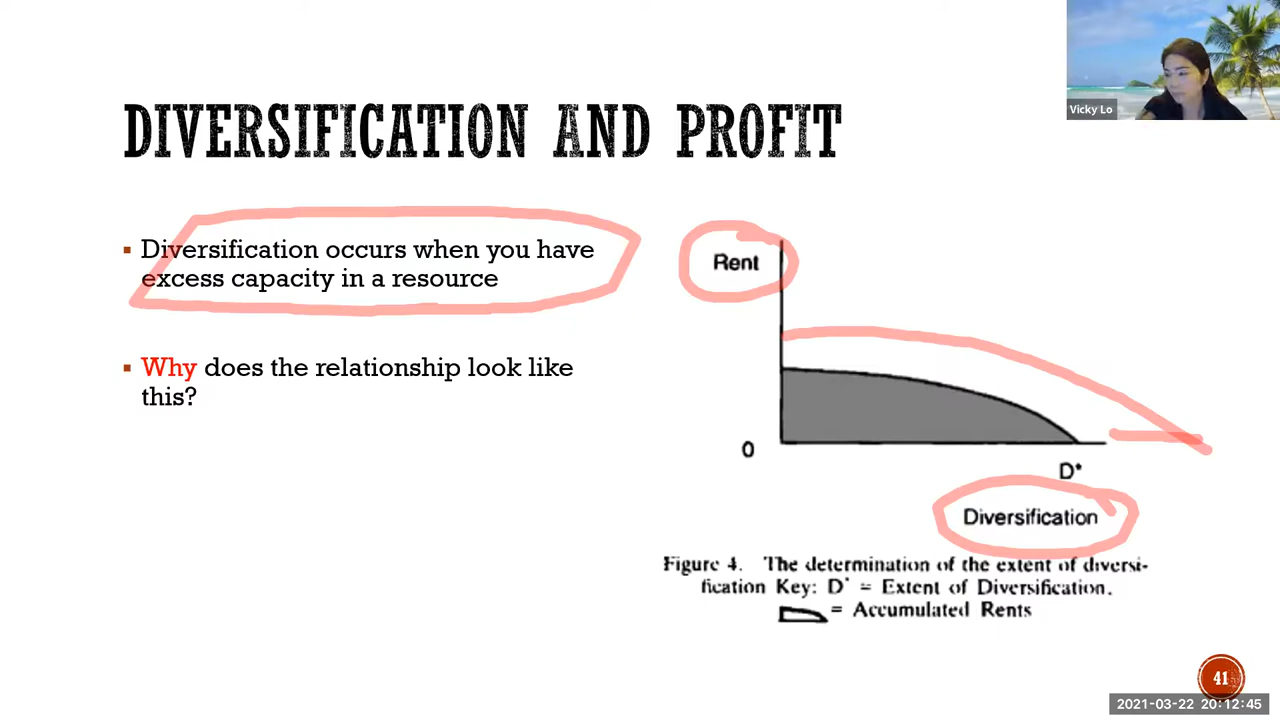 Vicky Lo
DIVERSIFICATION AND PROFIT
Diversification occurs when you have
excess capacity in a resource
Why does the relationship look like
this?
Rent
0
D*
Diversification
Figure 4. The determination of the extent of diversi-
fication Key: D* = Extent of Diversification.
= Accumulated Rents
41
2021-03-22 20:12:45